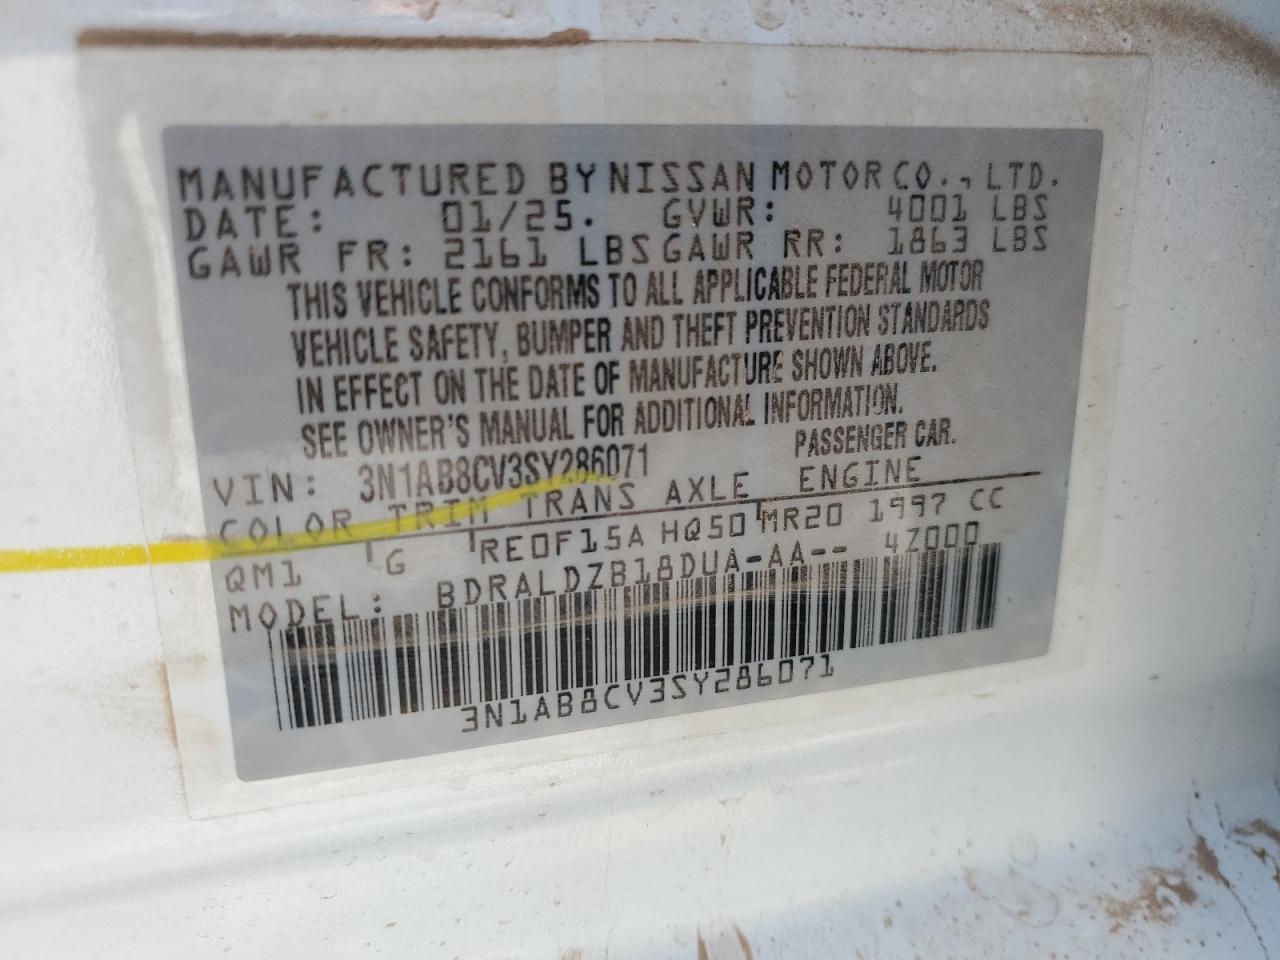 MANUFACTURED BY NISSAN MOTOR CO., LTD.
DATE: 01/25. GVWR: 4001 LBS
GAWR FR: 2161 LBS GAWR RR: 1863 LBS
THIS VEHICLE CONFORMS TO ALL APPLICABLE FEDERAL MOTOR
VEHICLE SAFETY, BUMPER AND THEFT PREVENTION STANDARDS
IN EFFECT ON THE DATE OF MANUFACTURE SHOWN ABOVE.
SEE OWNER'S MANUAL FOR ADDITIONAL INFORMATION.
VIN: 3N1AB8CV3SY286071 PASSENGER CAR.
COLOR TRIM TRANS AXLE ENGINE
QM1 G RE0F15A HQ50 MR20 1997 CC
MODEL: BDRALDZB18DUA-AA-- 4Z000
3N1AB8CV3SY286071